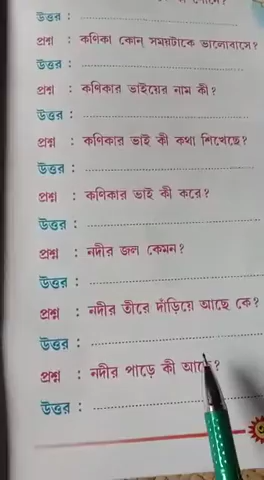 উত্তর : ..............................
প্রশ্ন : কণিকা কোন্ সময়টাকে ভালোবাসে?
উত্তর : ..............................
প্রশ্ন : কণিকার ভাইয়ের নাম কী?
উত্তর : ..............................
প্রশ্ন : কণিকার ভাই কী কথা শিখেছে?
উত্তর : ..............................
প্রশ্ন : কণিকার ভাই কী করে?
উত্তর : ..............................
প্রশ্ন : নদীর জল কেমন?
উত্তর : ..............................
প্রশ্ন : নদীর তীরে দাঁড়িয়ে আছে কে?
উত্তর : ..............................
প্রশ্ন : নদীর পাড়ে কী আছে?
উত্তর : ..............................